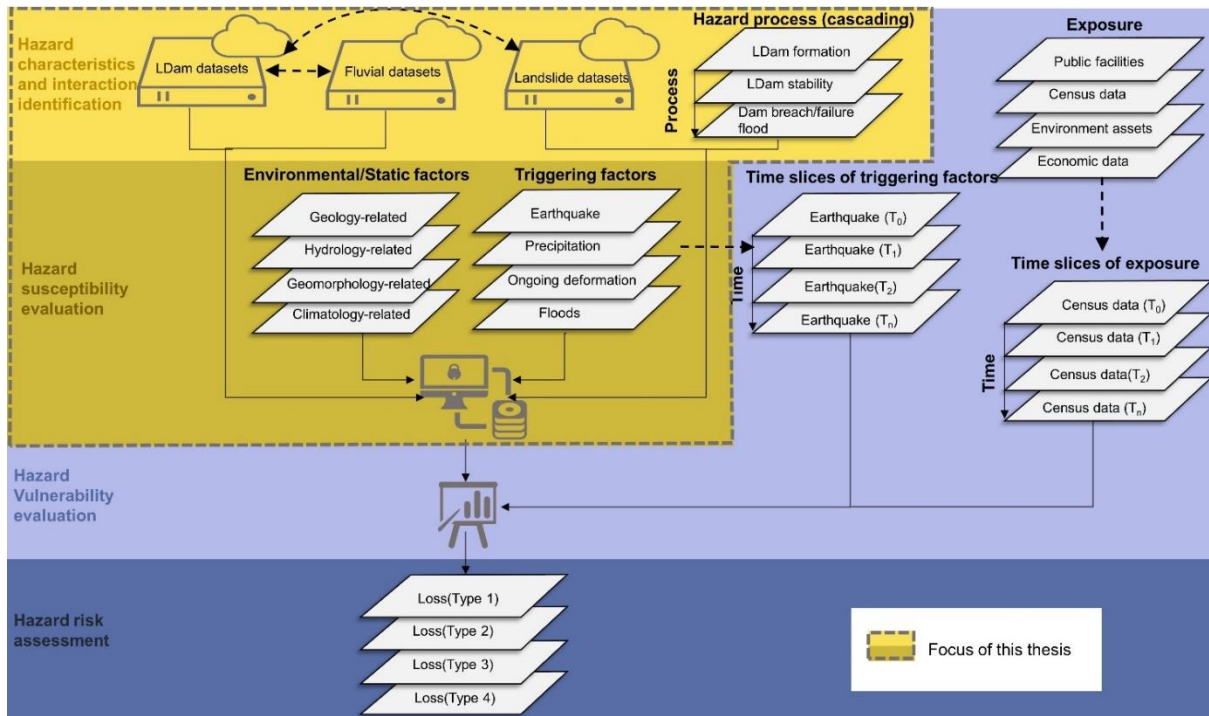 Hazard
characteristics
and interaction
identification
LDam datasets
Fluvial datasets
Landslide datasets
Hazard process (cascading)
LDam formation
LDam stability
Dam breach/failure
flood
Process
Exposure
Public facilities
Census data
Environment assets
Economic data
Hazard
susceptibility
evaluation
Environmental/Static factors
Geology-related
Hydrology-related
Geomorphology-related
Climatology-related
Triggering factors
Earthquake
Precipitation
Ongoing deformation
Floods
Time slices of triggering factors
Earthquake (T0)
Earthquake (T1)
Earthquake(T2)
Earthquake (Tn)
Time
Time slices of exposure
Census data (T0)
Census data (T1)
Census data(T2)
Census data (Tn)
Time
Hazard
Vulnerability
evaluation
Hazard risk
assessment
Loss(Type 1)
Loss(Type 2)
Loss(Type 3)
Loss(Type 4)
Focus of this thesis